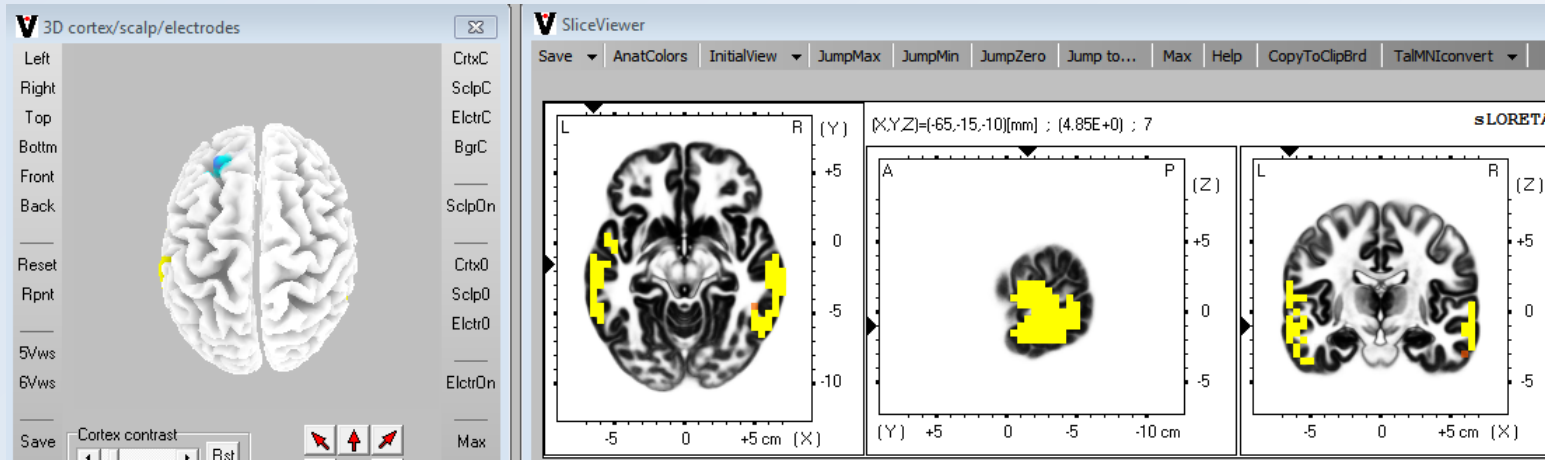 3D cortex/scalp/electrodes
Left
Right
Top
Bottm
Front
Back
Reset
Rpnt
5Vws
6Vws
Save
CrtxC
SclpC
ElctrC
BgrC
SclpOn
Crtx0
Sclp0
Elctr0
ElctrOn
Max
Cortex contrast
Rst
SliceViewer
Save AnatColors InitialView JumpMax JumpMin JumpZero Jump to... Max Help CopyToClipBrd TalMNIconvert
(X,Y,Z)=(-65,-15,-10)[mm] ; (4.85E+0) ; 7
sLORETA
L R (Y)
+5
0
-5
-10
-5 0 +5 cm (X)
A P (Z)
+5
0
-5
(Y) +5 0 -5 -10 cm
L R (Z)
+5
0
-5
-5 0 +5 cm (X)